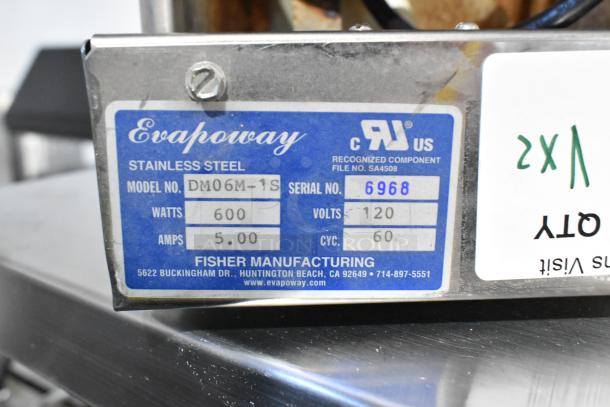 Evapoway
C RU US
RECOGNIZED COMPONENT
FILE NO. SA4508
STAINLESS STEEL
MODEL NO. DM06M-1S SERIAL NO. 6968
WATTS 600 VOLTS 120
AMPS 5.00 CYC. 60
FISHER MANUFACTURING
5622 BUCKINGHAM DR., HUNTINGTON BEACH, CA 92649 • 714-897-5551
www.evapoway.com
QTY
Visit